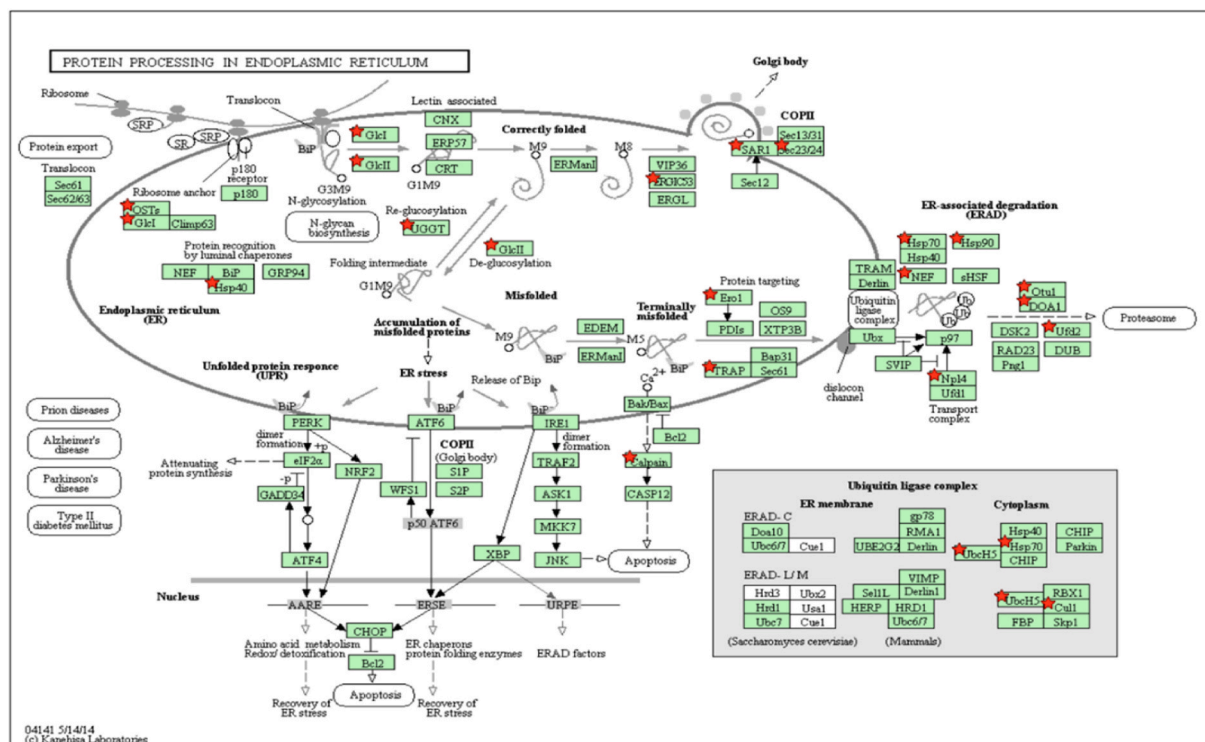 PROTEIN PROCESSING IN ENDOPLASMIC RETICULUM
Golgi body
Ribosome
Translocon
Lectin associated
COPII
CNX
Sec13/31
SRP
SR
SRP
GlcI
Correctly folded
SAR1
Sec23/24
Protein export
BiP
ERP57
M9
M8
Translocon
p180
receptor
GlcII
CRT
ERManI
VIP36
Sec61
G3M9
G1M9
ERGIC53
Sec12
Sec62/63
Ribosome anchor
p180
N-glycosylation
ERGL
OSTs
N-glycan
biosynthesis
Re-glucosylation
ER-associated degradation
(ERAD)
GlcI
Climp63
UGGT
Hsp70
Hsp90
Protein recognition
by luminal chaperones
GlcII
Hsp40
NEF
BiP
GRP94
Folding intermediate
De-glucosylation
TRAM
NEF
sHSF
Hsp40
G1M9
Protein targeting
Derlin
Otu1
Misfolded
Ero1
Ubiquitin
ligase
complex
Ub
Ub
Ub
DOA1
Endoplasmic reticulum
(ER)
Terminally
misfolded
OS9
DSK2
Ufd2
Proteasome
Accumulation of
misfolded proteins
M9
EDEM
M5
PDIs
XTP3B
Ubx
p97
RAD23
DUB
BiP
ERManI
BiP
Bap31
SVIP
Png1
Unfolded protein responce
(UPR)
ER stress
Release of Bip
Ca2+
TRAP
Sec61
dislocon
channel
Npl4
Ufd1
Transport
complex
Prion diseases
BiP
BiP
BiP
Bak/Bax
PERK
ATF6
IRE1
Bcl2
Alzheimer's
disease
dimer
formation
+p
COPII
(Golgi body)
dimer
formation
Attenuating
protein synthesis
eIF2α
NRF2
S1P
TRAF2
Calpain
Parkinson's
disease
-p
GADD34
WFS1
S2P
ASK1
CASP12
Type II
diabetes mellitus
p50 ATF6
MKK7
ATF4
XBP
JNK
Apoptosis
Nucleus
AARE
ERSE
URPE
CHOP
Amino acid metabolism
Redox/detoxification
ER chaperons
protein folding enzymes
ERAD factors
Bcl2
Apoptosis
Recovery of
ER stress
Recovery of
ER stress
Ubiquitin ligase complex
ER membrane
Cytoplasm
ERAD-C
gp78
Hsp40
CHIP
Doa10
RMA1
Hsp70
Parkin
Ubc6/7
Cue1
UBE2G2
Derlin
UbcH5
CHIP
ERAD-L/M
VIMP
Hrd3
Ubx2
Sel1L
Derlin1
UbcH5
RBX1
Hrd1
Usa1
HERP
HRD1
Cul1
Ubc7
Cue1
Ubc6/7
FBP
Skp1
(Saccharomyces cerevisiae)
(Mammals)
04141 5/14/14
(c) Kanehisa Laboratories